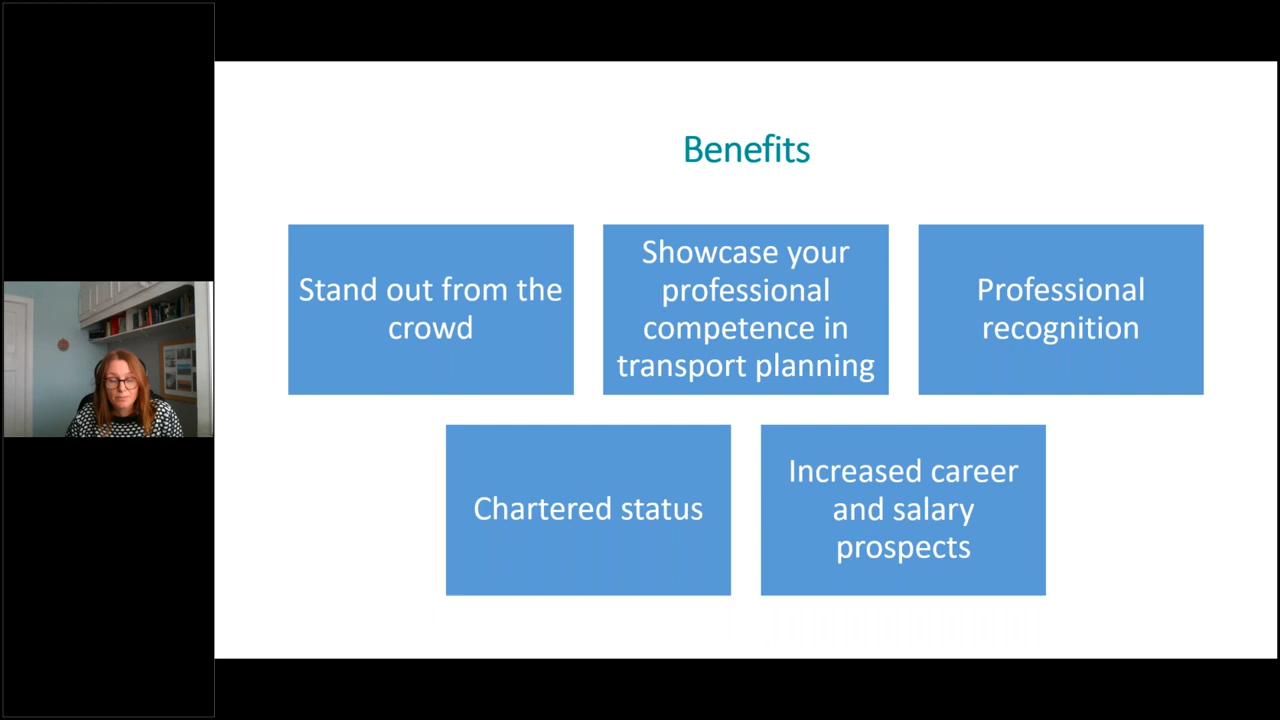 Benefits
Stand out from the
crowd
Showcase your
professional
competence in
transport planning
Professional
recognition
Chartered status
Increased career
and salary
prospects